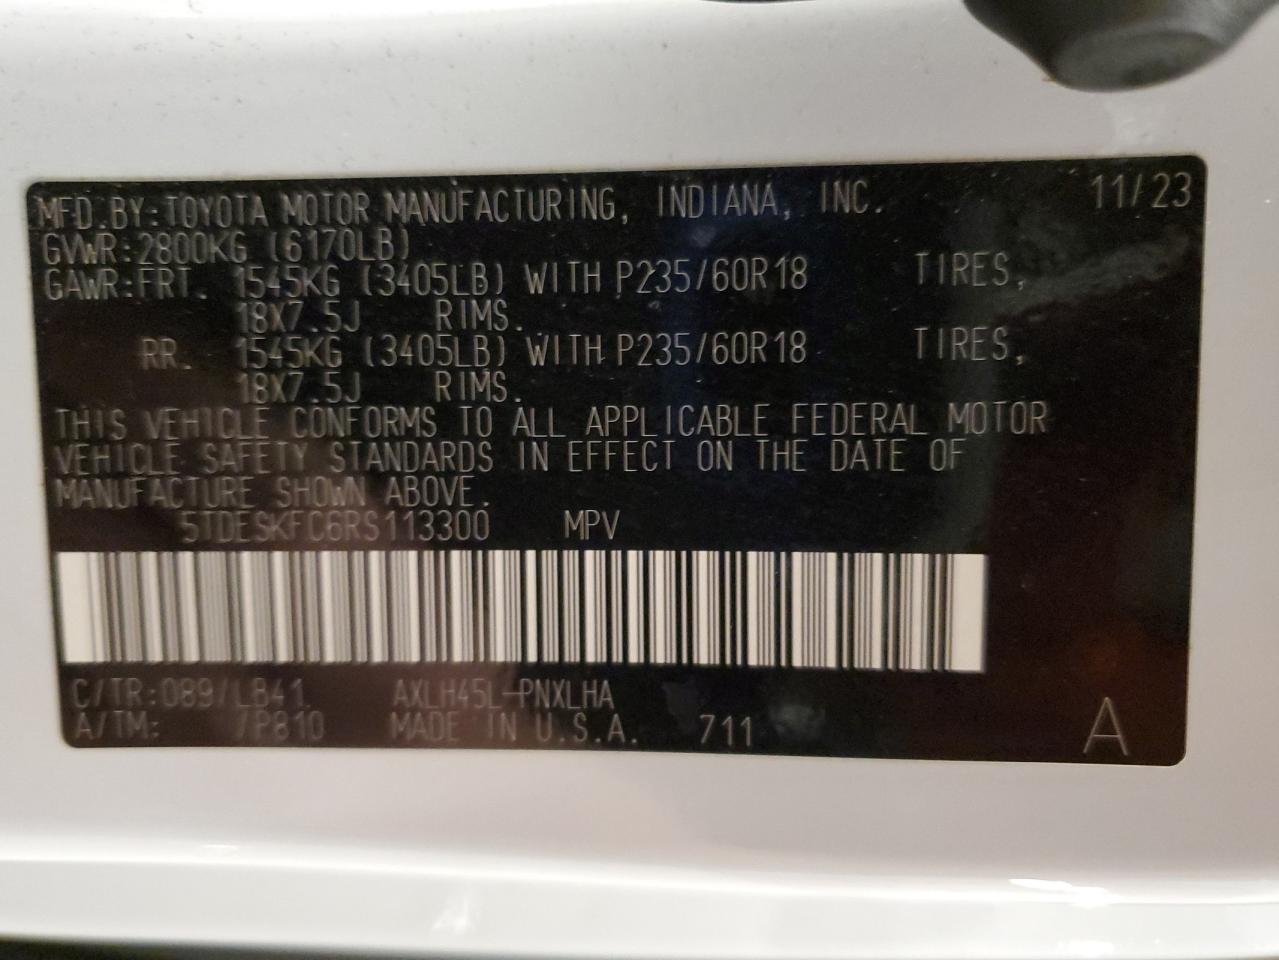 MFD.BY:TOYOTA MOTOR MANUFACTURING, INDIANA, INC. 11/23
GVWR:2800KG (6170LB)
GAWR:FRT. 1545KG (3405LB) WITH P235/60R18 TIRES,
18X7.5J RIMS.
RR. 1545KG (3405LB) WITH P235/60R18 TIRES,
18X7.5J RIMS.
THIS VEHICLE CONFORMS TO ALL APPLICABLE FEDERAL MOTOR
VEHICLE SAFETY STANDARDS IN EFFECT ON THE DATE OF
MANUFACTURE SHOWN ABOVE.
5TDESKFC6RS113300 MPV
C/TR:089/LB41 AXLH45L-PNXLHA
A/TM: /P810 MADE IN U.S.A. 711 A